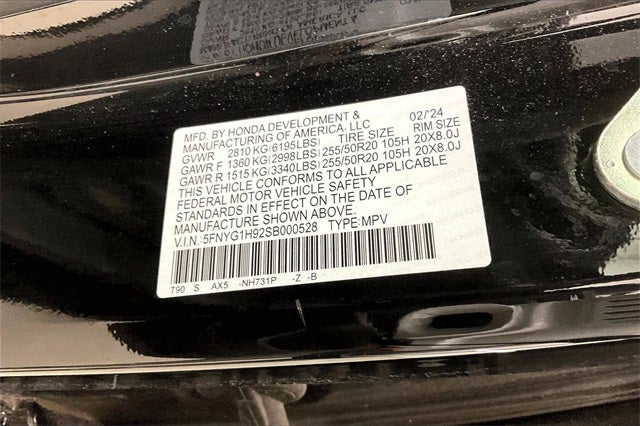 MFD. BY HONDA DEVELOPMENT & 02/'24
MANUFACTURING OF AMERICA, LLC
GVWR 2810 KG(6195LBS) TIRE SIZE RIM SIZE
GAWR F 1360 KG(2998LBS) 255/50R20 105H 20X8.0J
GAWR R 1515 KG(3340LBS) 255/50R20 105H 20X8.0J
THIS VEHICLE CONFORMS TO ALL APPLICABLE
FEDERAL MOTOR VEHICLE SAFETY
STANDARDS IN EFFECT ON THE DATE OF
MANUFACTURE SHOWN ABOVE.
V.I.N.:5FNYG1H92SB000528 TYPE:MPV
T90 S AX5 -NH731P -Z -B